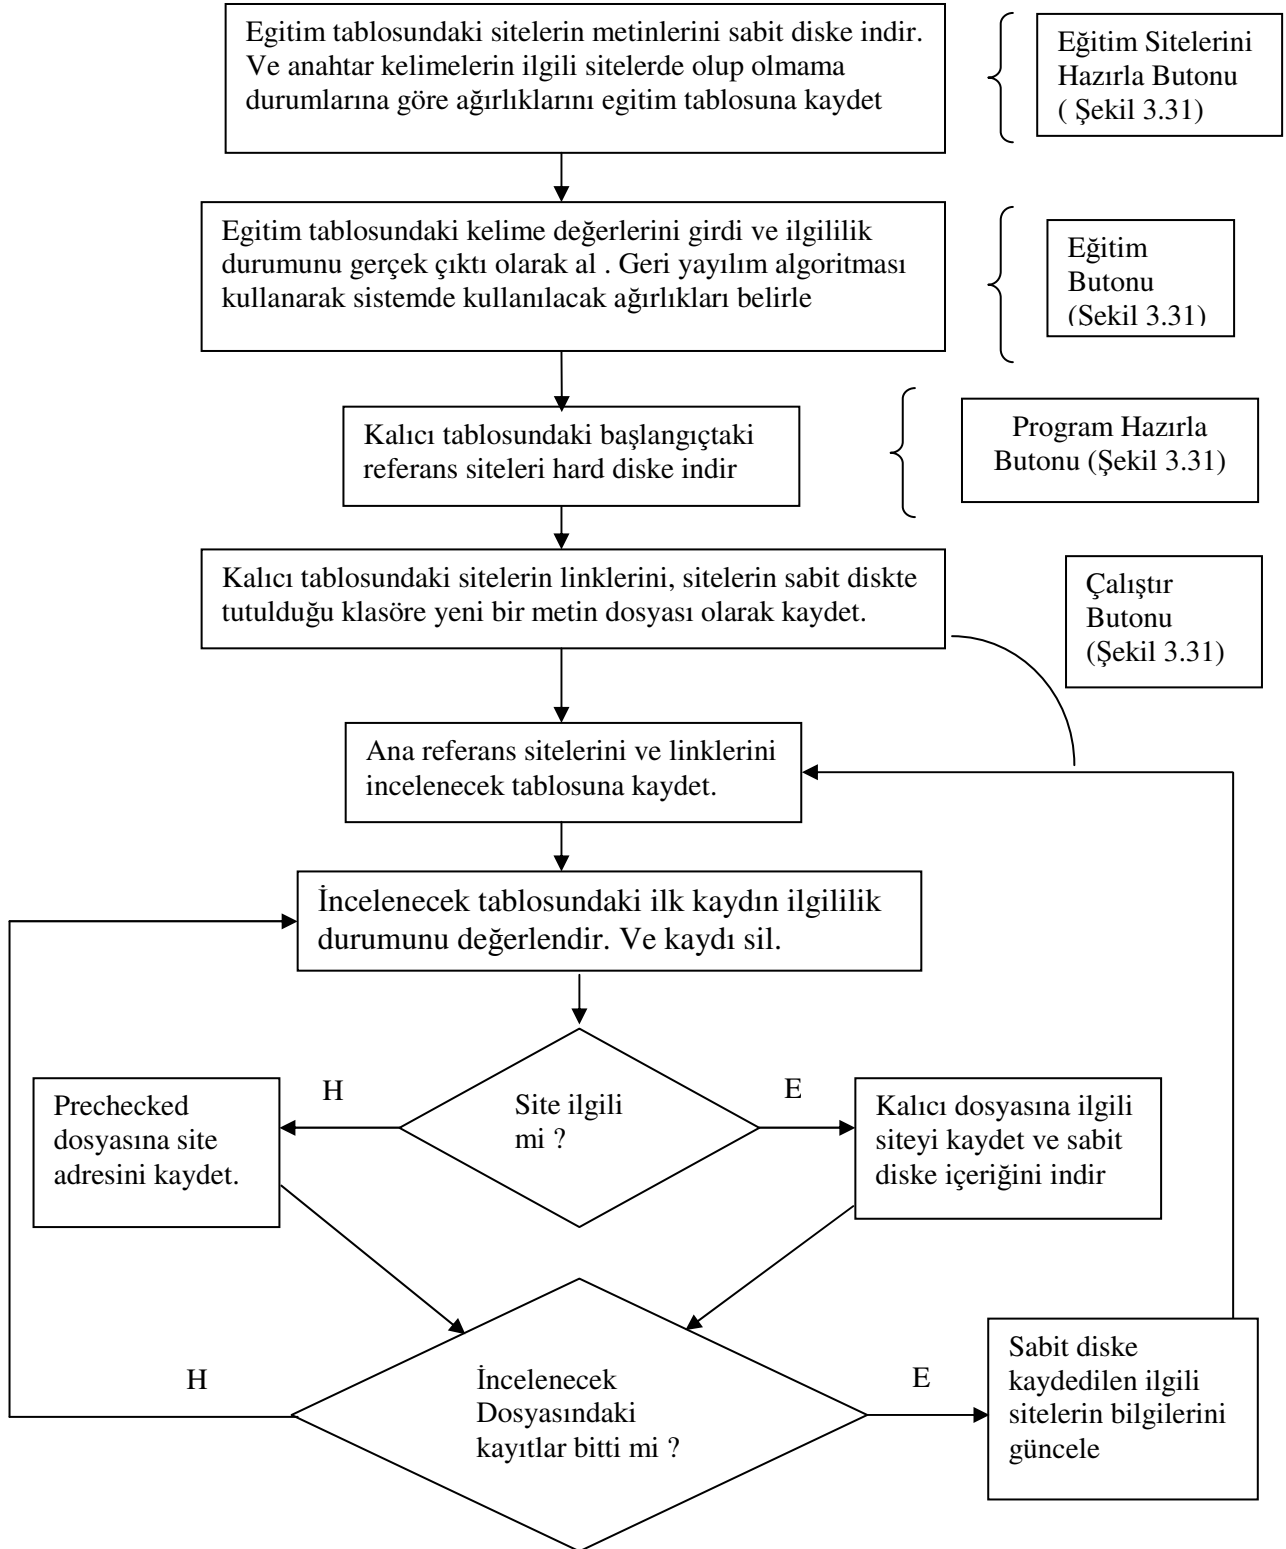 Egitim tablosundaki sitelerin metinlerini sabit diske indir.
Ve anahtar kelimelerin ilgili sitelerde olup olmama
durumlarına göre ağırlıklarını egitim tablosuna kaydet
Eğitim Sitelerini
Hazırla Butonu
( Şekil 3.31)
Egitim tablosundaki kelime değerlerini girdi ve ilgililik
durumunu gerçek çıktı olarak al . Geri yayılım algoritması
kullanarak sistemde kullanılacak ağırlıkları belirle
Eğitim
Butonu
(Şekil 3.31)
Kalıcı tablosundaki başlangıçtaki
referans siteleri hard diske indir
Program Hazırla
Butonu (Şekil 3.31)
Kalıcı tablosundaki sitelerin linklerini, sitelerin sabit diskte
tutulduğu klasöre yeni bir metin dosyası olarak kaydet.
Çalıştır
Butonu
(Şekil 3.31)
Ana referans sitelerini ve linklerini
incelenecek tablosuna kaydet.
İncelenecek tablosundaki ilk kaydın ilgililik
durumunu değerlendir. Ve kaydı sil.
H
E
Site ilgili
mi ?
Prechecked
dosyasına site
adresini kaydet.
Kalıcı dosyasına ilgili
siteyi kaydet ve sabit
diske içeriğini indir
H
E
İncelenecek
Dosyasındaki
kayıtlar bitti mi ?
Sabit diske
kaydedilen ilgili
sitelerin bilgilerini
güncele